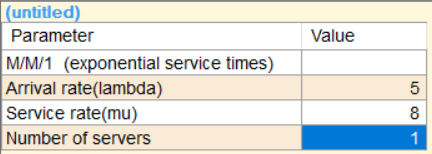 (untitled)
Parameter Value
M/M/1 (exponential service times)
Arrival rate(lambda) 5
Service rate(mu) 8
Number of servers 1